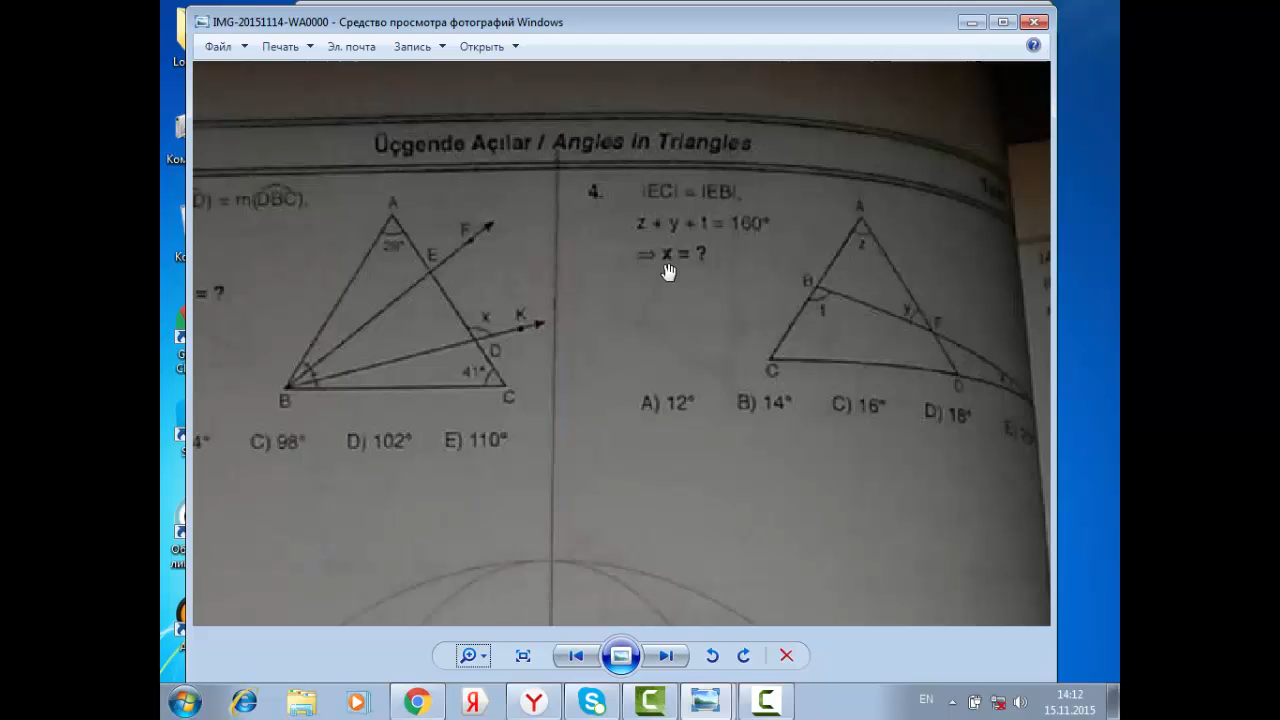 IMG-20151114-WA0000 - Средство просмотра фотографий Windows
Файл Печать Эл. почта Запись Открыть
Üçgende Açılar / Angles in Triangles
D) = m(DBC),
= ?
A
28°
E
F
x
K
D
41°
B
C
4° C) 98° D) 102° E) 110°
4. |EC| = |EB|,
z + y + t = 160°
⇒ x = ?
A
z
B
t
y
F
C
D
x
A) 12° B) 14° C) 16° D) 18°
E)
EN
14:12
15.11.2015